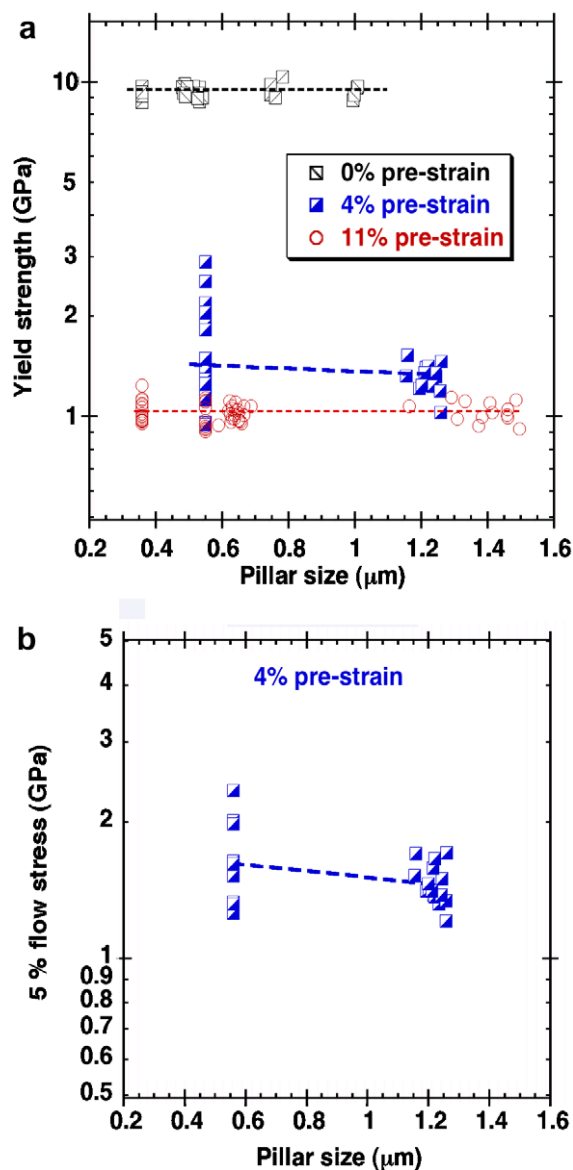 a
Yield strength (GPa)
10
5
3
2
1
0% pre-strain
4% pre-strain
11% pre-strain
0.2 0.4 0.6 0.8 1 1.2 1.4 1.6
Pillar size (μm)
b
5 % flow stress (GPa)
4% pre-strain
5
4
3
2
1
0.9
0.8
0.7
0.6
0.5
0.2 0.4 0.6 0.8 1 1.2 1.4 1.6
Pillar size (μm)